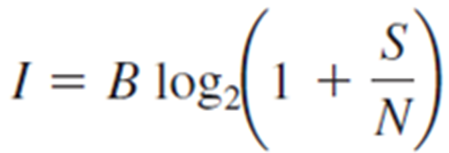 I = B log₂(1 + S/N)